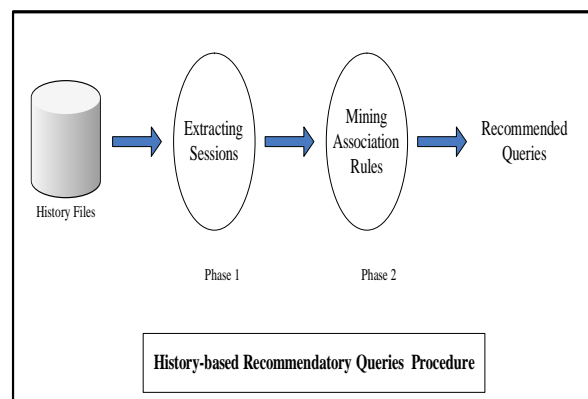 Extracting
Sessions
Mining
Association
Rules
Recommended
Queries
History Files
Phase 1
Phase 2
History-based Recommendatory Queries Procedure